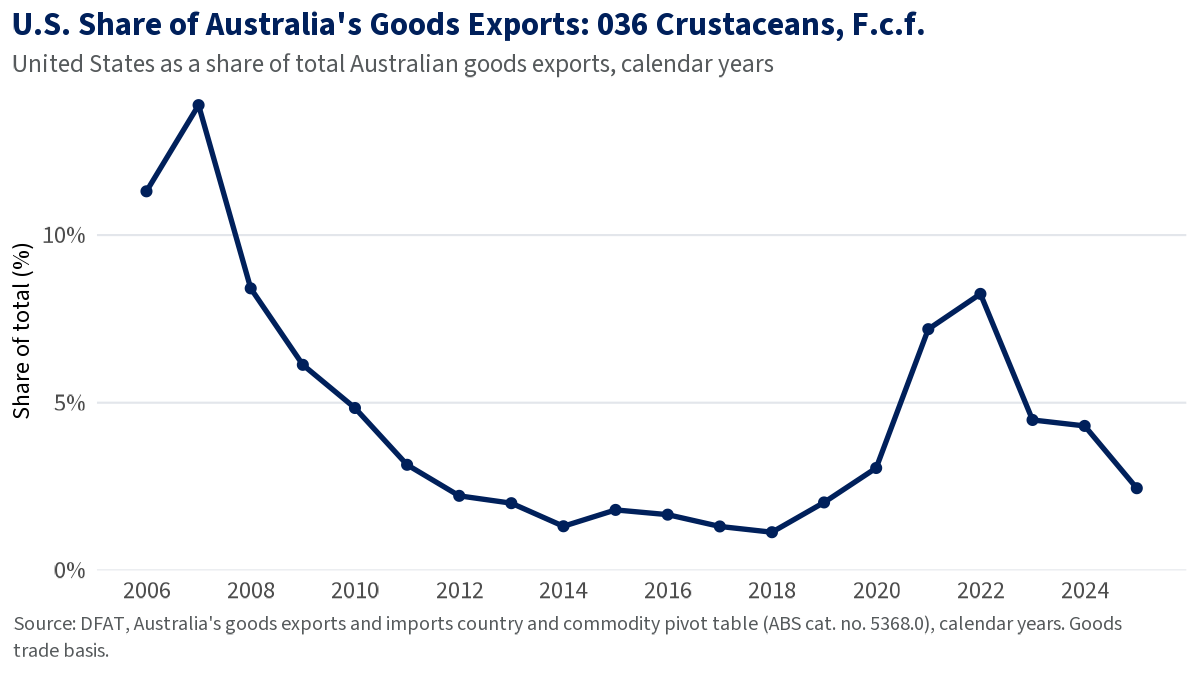 U.S. Share of Australia's Goods Exports: 036 Crustaceans, F.c.f.
United States as a share of total Australian goods exports, calendar years
Share of total (%)
10%
5%
0%
2006 2008 2010 2012 2014 2016 2018 2020 2022 2024
Source: DFAT, Australia's goods exports and imports country and commodity pivot table (ABS cat. no. 5368.0), calendar years. Goods
trade basis.